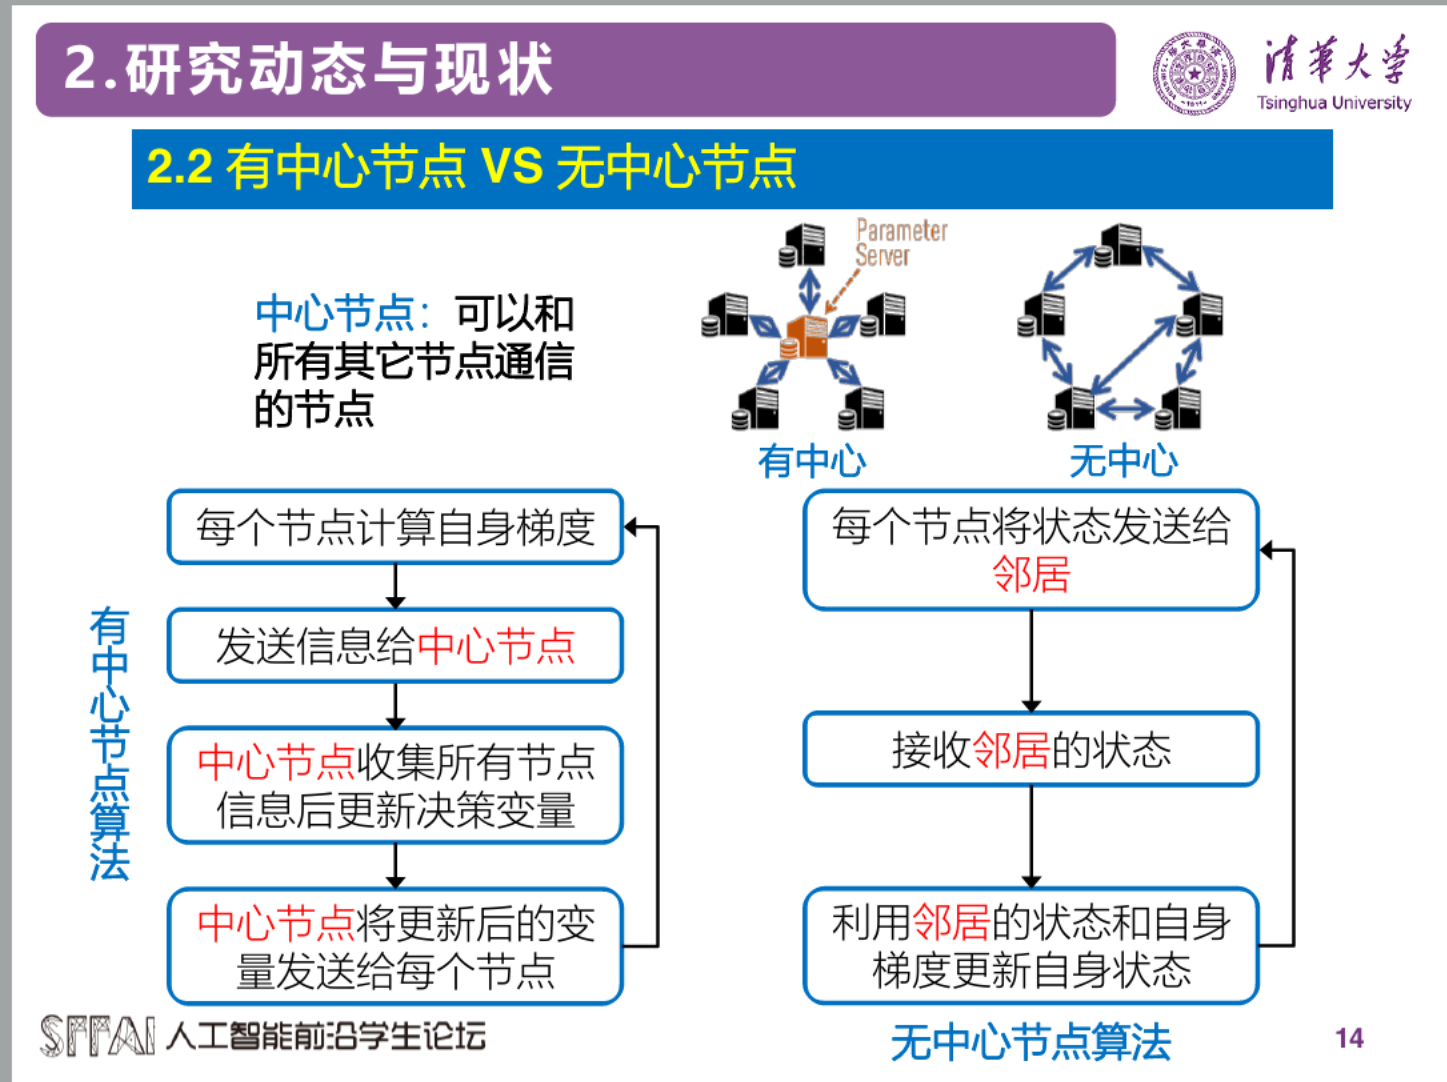 2.研究动态与现状
清華大学
Tsinghua University
2.2 有中心节点 VS 无中心节点
Parameter
Server
中心节点：可以和
所有其它节点通信
的节点
有中心
无中心
有中心节点算法
每个节点计算自身梯度
发送信息给中心节点
中心节点收集所有节点
信息后更新决策变量
中心节点将更新后的变
量发送给每个节点
每个节点将状态发送给
邻居
接收邻居的状态
利用邻居的状态和自身
梯度更新自身状态
无中心节点算法
SFFAI 人工智能前沿学生论坛
14